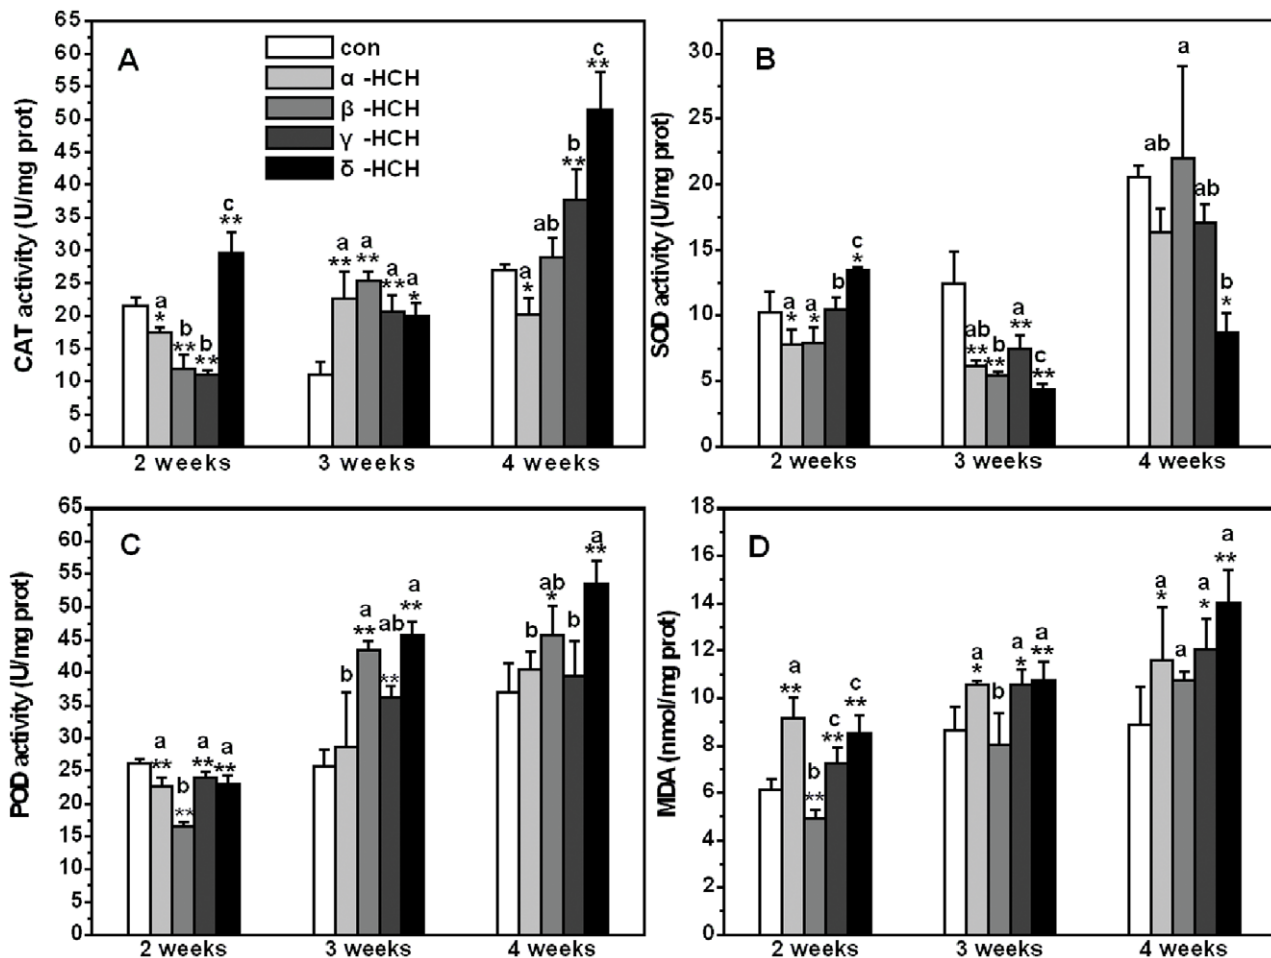 A
CAT activity (U/mg prot)
65
60
55
50
45
40
35
30
25
20
15
10
5
0
con
α -HCH
β -HCH
γ -HCH
δ -HCH
a
*
b
**
b
**
c
**
a
**
a
**
a
**
a
*
a
*
ab
b
**
c
**
2 weeks 3 weeks 4 weeks
B
SOD activity (U/mg prot)
30
25
20
15
10
5
0
a
*
a
*
b
c
*
ab
**
b
**
a
**
c
**
ab
a
ab
b
*
2 weeks 3 weeks 4 weeks
C
POD activity (U/mg prot)
65
60
55
50
45
40
35
30
25
20
15
10
5
0
a
**
b
**
a
**
a
**
b
a
**
ab
**
a
**
b
ab
*
b
a
**
2 weeks 3 weeks 4 weeks
D
MDA (nmol/mg prot)
18
16
14
12
10
8
6
4
2
0
a
**
b
**
c
**
c
**
a
*
b
a
*
a
**
a
*
a
a
*
a
**
2 weeks 3 weeks 4 weeks